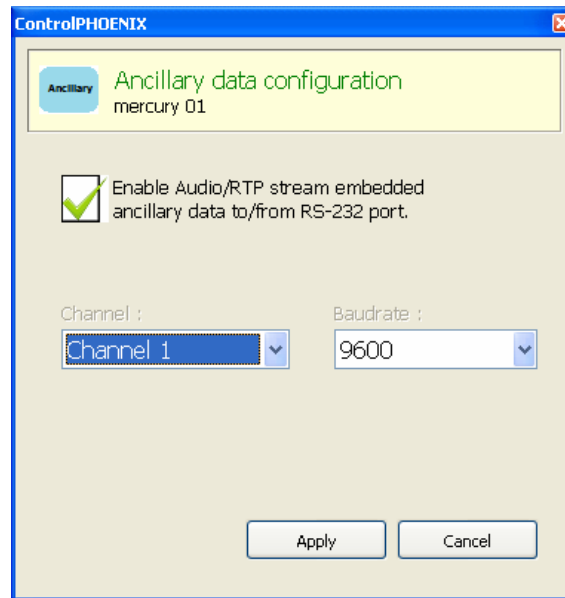 ControlPHOENIX
Ancillary
Ancillary data configuration
mercury 01
Enable Audio/RTP stream embedded
ancillary data to/from RS-232 port.
Channel :
Baudrate :
Channel 1
9600
Apply
Cancel